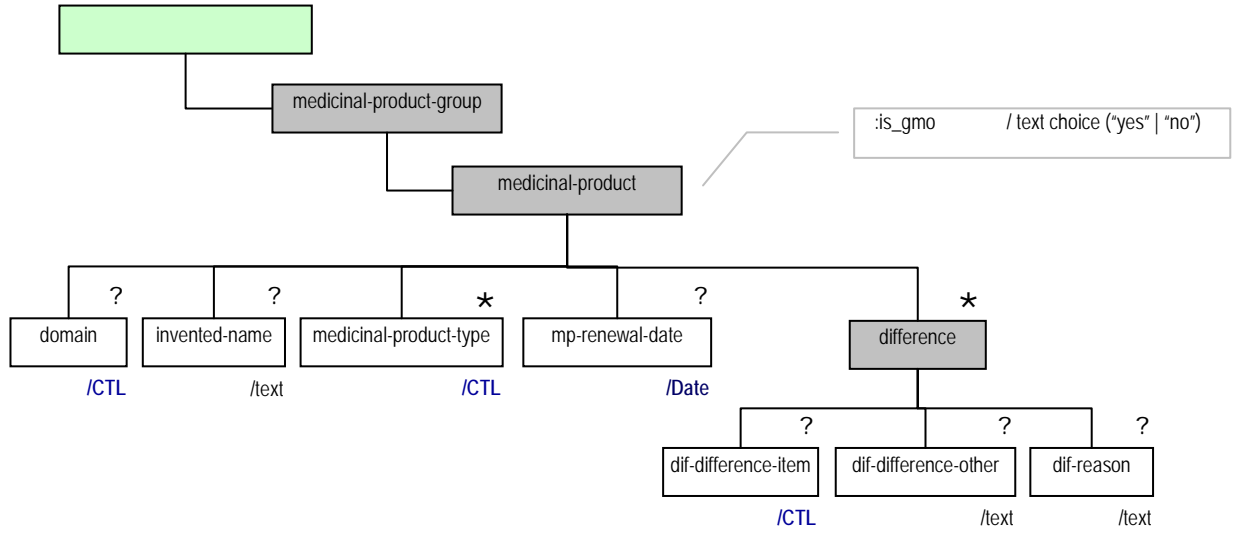 medicinal-product-group
:is_gmo / text choice (“yes” | “no”)
medicinal-product
? ? * ? *
domain invented-name medicinal-product-type mp-renewal-date difference
/CTL /text /CTL /Date
? ? ?
dif-difference-item dif-difference-other dif-reason
/CTL /text /text